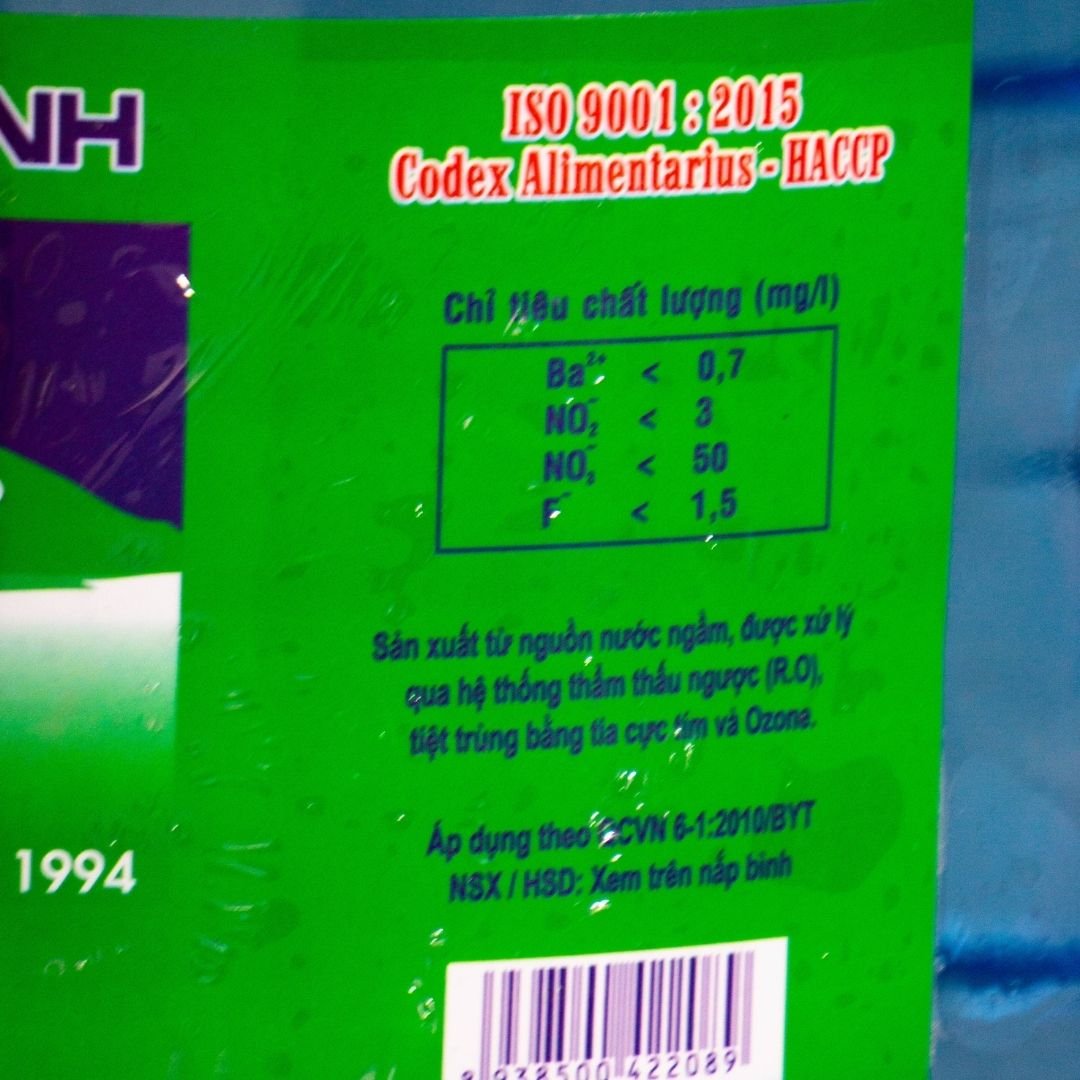 NH
ISO 9001 : 2015
Codex Alimentarius - HACCP
Chỉ tiêu chất lượng (mg/l)
Ba²⁺ < 0,7
NO₂⁻ < 3
NO₃⁻ < 50
F⁻ < 1,5
Sản xuất từ nguồn nước ngầm, được xử lý
qua hệ thống thẩm thấu ngược (R.O),
tiệt trùng bằng tia cực tím và Ozone.
1994
Áp dụng theo QCVN 6-1:2010/BYT
NSX / HSD: Xem trên nắp bình
8 938500 422089